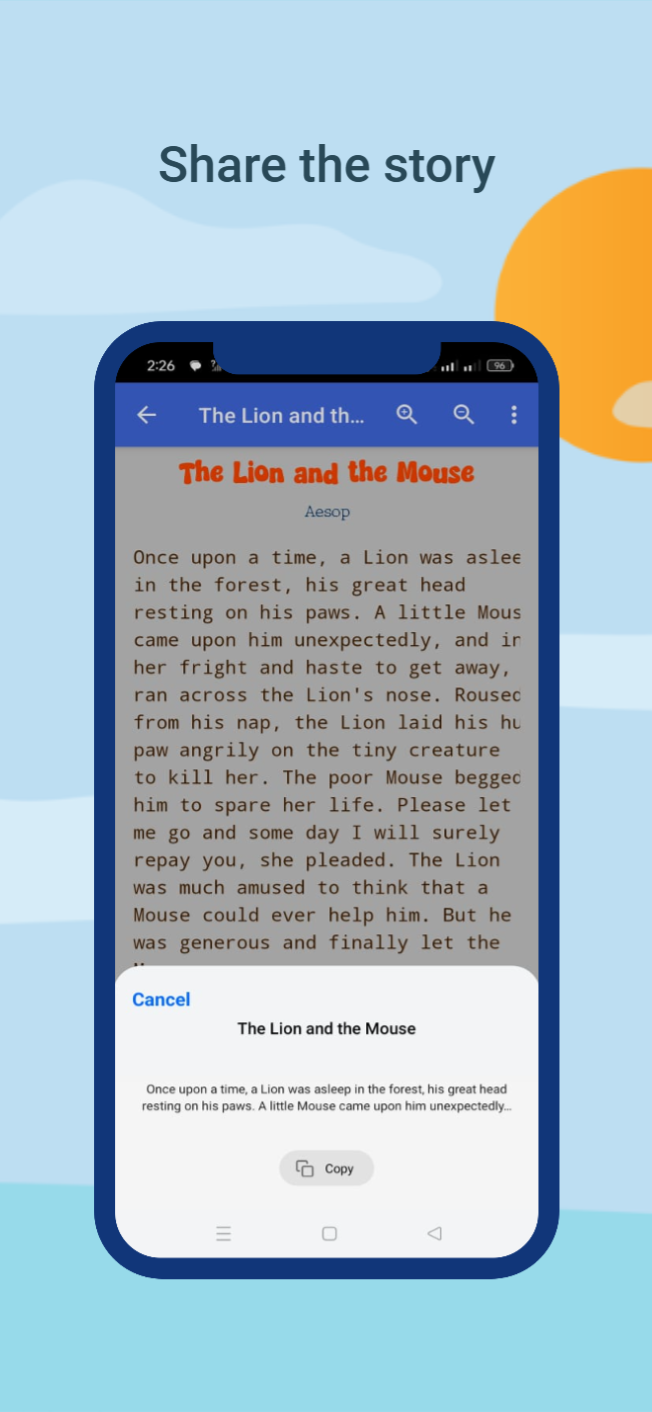 Share the story
2:26
96
The Lion and th...
The Lion and the Mouse
Aesop
Once upon a time, a Lion was aslee
in the forest, his great head
resting on his paws. A little Mous
came upon him unexpectedly, and in
her fright and haste to get away,
ran across the Lion's nose. Roused
from his nap, the Lion laid his hu
paw angrily on the tiny creature
to kill her. The poor Mouse begged
him to spare her life. Please let
me go and some day I will surely
repay you, she pleaded. The Lion
was much amused to think that a
Mouse could ever help him. But he
was generous and finally let the
Cancel
The Lion and the Mouse
Once upon a time, a Lion was asleep in the forest, his great head
resting on his paws. A little Mouse came upon him unexpectedly...
Copy